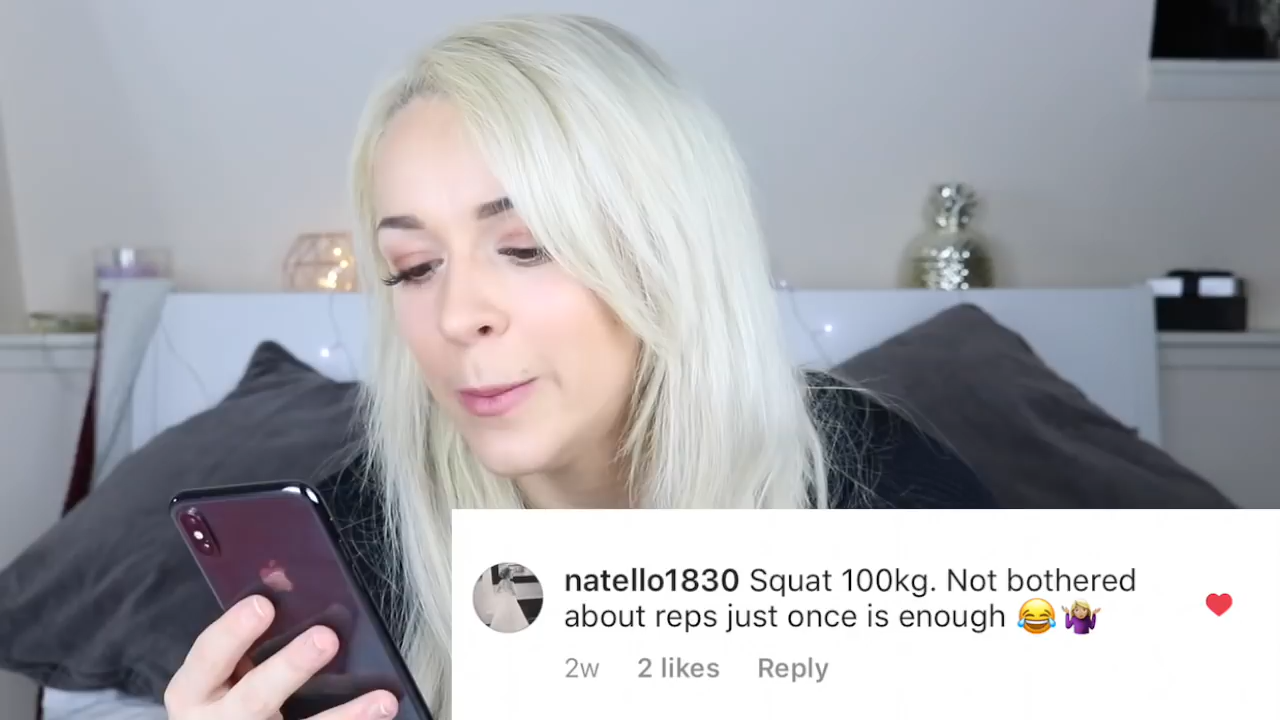 natello1830 Squat 100kg. Not bothered
about reps just once is enough 😂🤷🏼‍♀️
2w 2 likes Reply